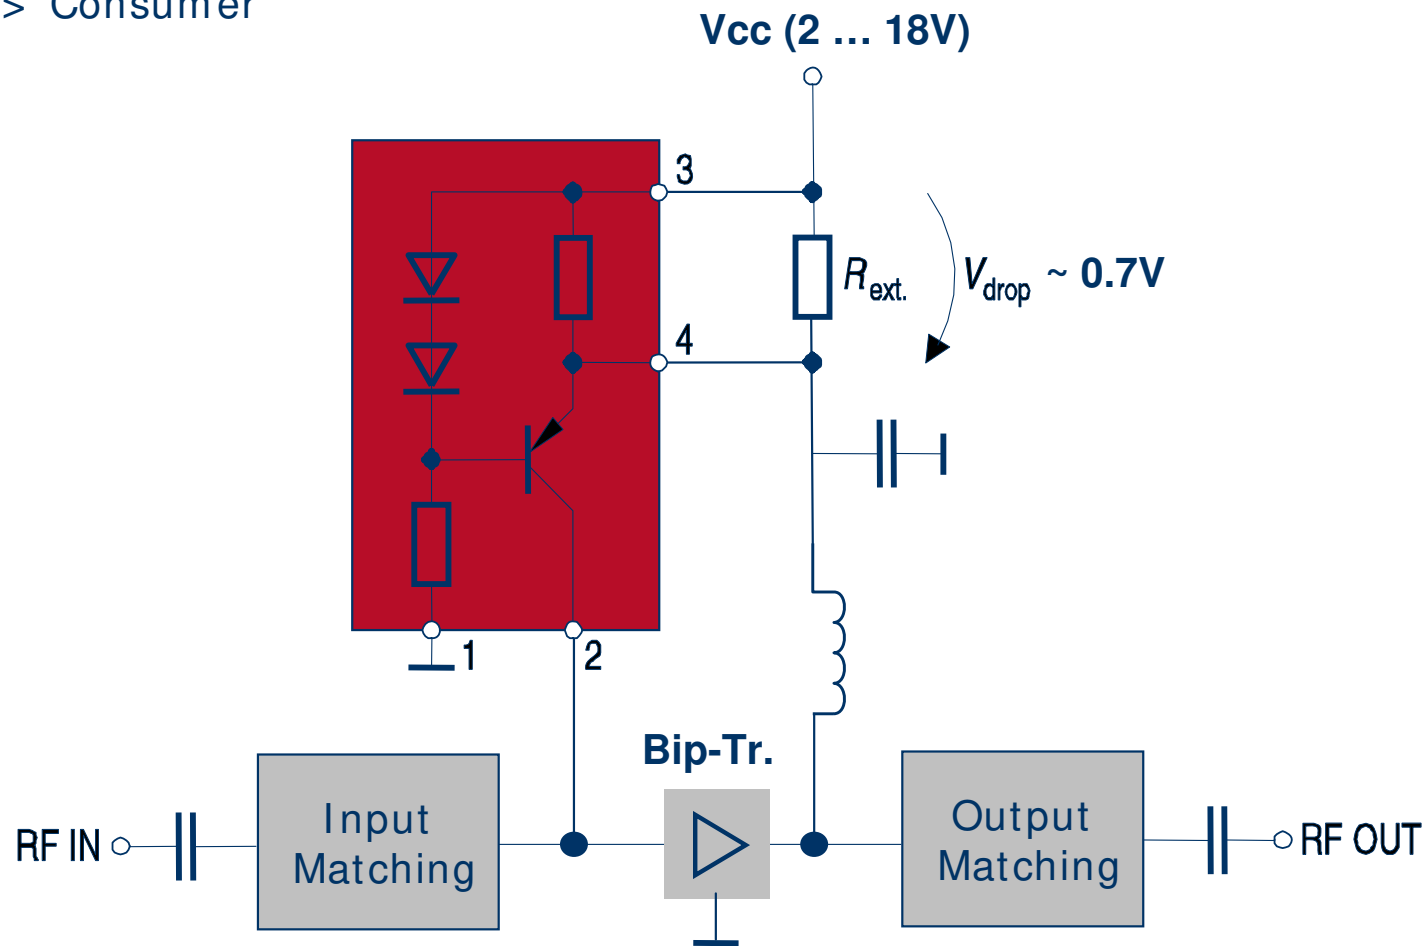 > Consumer
Vcc (2 ... 18V)
3
Rext.
Vdrop ~ 0.7V
4
1
2
Bip-Tr.
RF IN
Input
Matching
Output
Matching
RF OUT